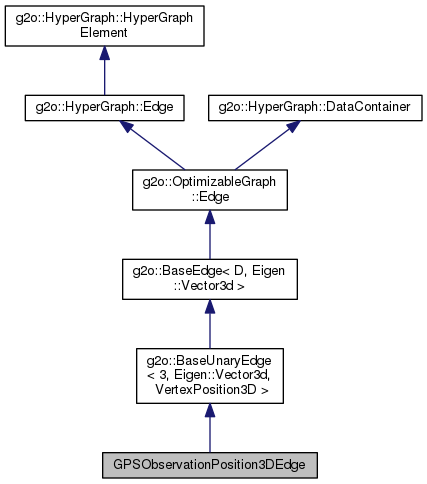 g2o::HyperGraph::HyperGraph
Element
g2o::HyperGraph::Edge
g2o::HyperGraph::DataContainer
g2o::OptimizableGraph
::Edge
g2o::BaseEdge< D, Eigen
::Vector3d >
g2o::BaseUnaryEdge
< 3, Eigen::Vector3d,
VertexPosition3D >
GPSObservationPosition3DEdge